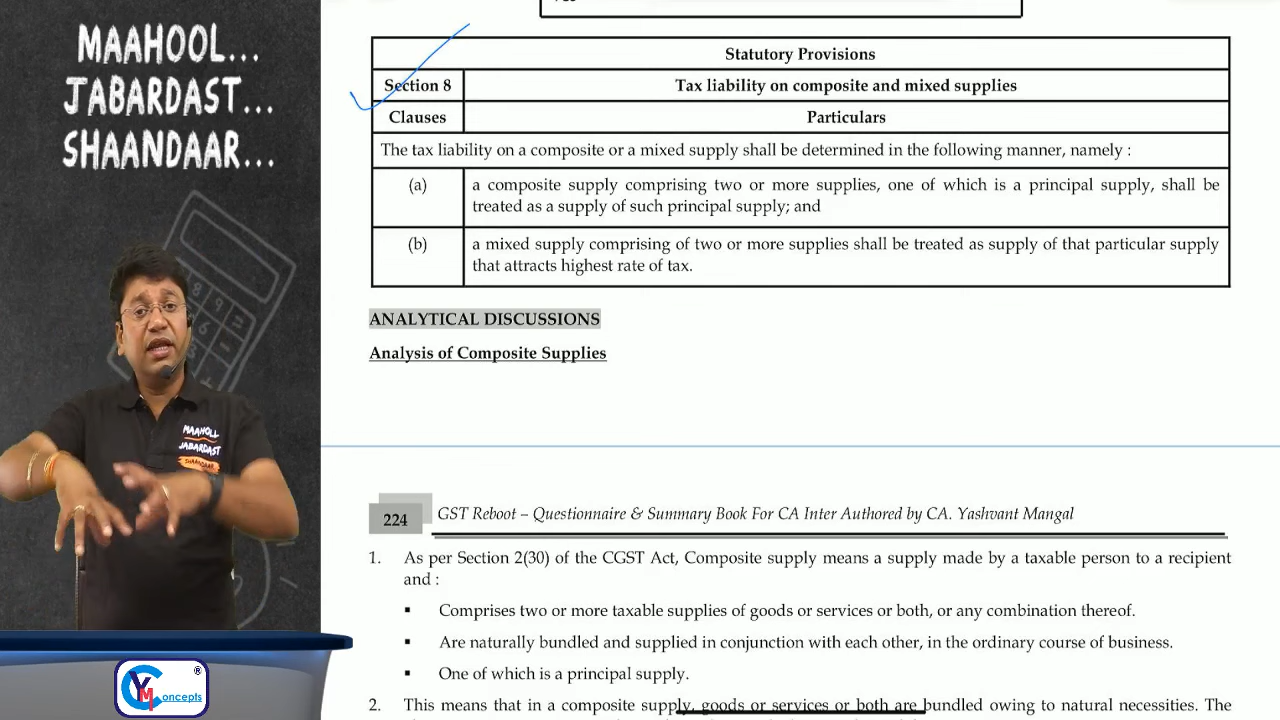 MAAHOOL...
JABARDAST...
SHAANDAAR...
MAAHOLL
JABARDAST
SHAANDAAR
YM Concepts
®
Statutory Provisions
Section 8 Tax liability on composite and mixed supplies
Clauses Particulars
The tax liability on a composite or a mixed supply shall be determined in the following manner, namely :
(a) a composite supply comprising two or more supplies, one of which is a principal supply, shall be
treated as a supply of such principal supply; and
(b) a mixed supply comprising of two or more supplies shall be treated as supply of that particular supply
that attracts highest rate of tax.
ANALYTICAL DISCUSSIONS
Analysis of Composite Supplies
224 GST Reboot – Questionnaire & Summary Book For CA Inter Authored by CA. Yashvant Mangal
1. As per Section 2(30) of the CGST Act, Composite supply means a supply made by a taxable person to a recipient
and :
▪ Comprises two or more taxable supplies of goods or services or both, or any combination thereof.
▪ Are naturally bundled and supplied in conjunction with each other, in the ordinary course of business.
▪ One of which is a principal supply.
2. This means that in a composite supply, goods or services or both are bundled owing to natural necessities. The